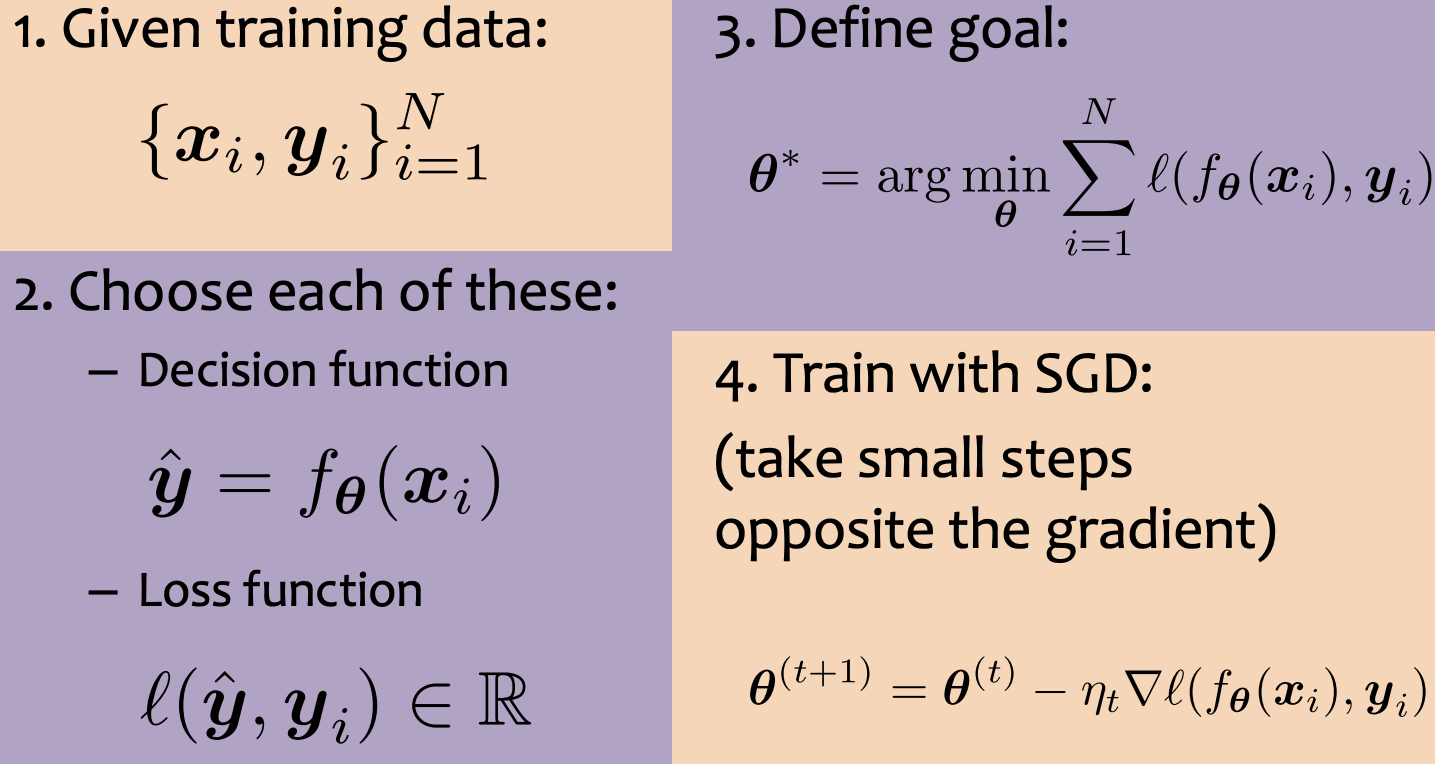 1. Given training data:
$\{\boldsymbol{x}_i, \boldsymbol{y}_i\}_{i=1}^{N}$
2. Choose each of these:
– Decision function
$\hat{\boldsymbol{y}} = f_{\boldsymbol{\theta}}(\boldsymbol{x}_i)$
– Loss function
$\ell(\hat{\boldsymbol{y}}, \boldsymbol{y}_i) \in \mathbb{R}$
3. Define goal:
$\boldsymbol{\theta}^* = \arg\min_{\boldsymbol{\theta}} \sum_{i=1}^{N} \ell(f_{\boldsymbol{\theta}}(\boldsymbol{x}_i), \boldsymbol{y}_i)$
4. Train with SGD:
(take small steps
opposite the gradient)
$\boldsymbol{\theta}^{(t+1)} = \boldsymbol{\theta}^{(t)} - \eta_t \nabla \ell(f_{\boldsymbol{\theta}}(\boldsymbol{x}_i), \boldsymbol{y}_i)$